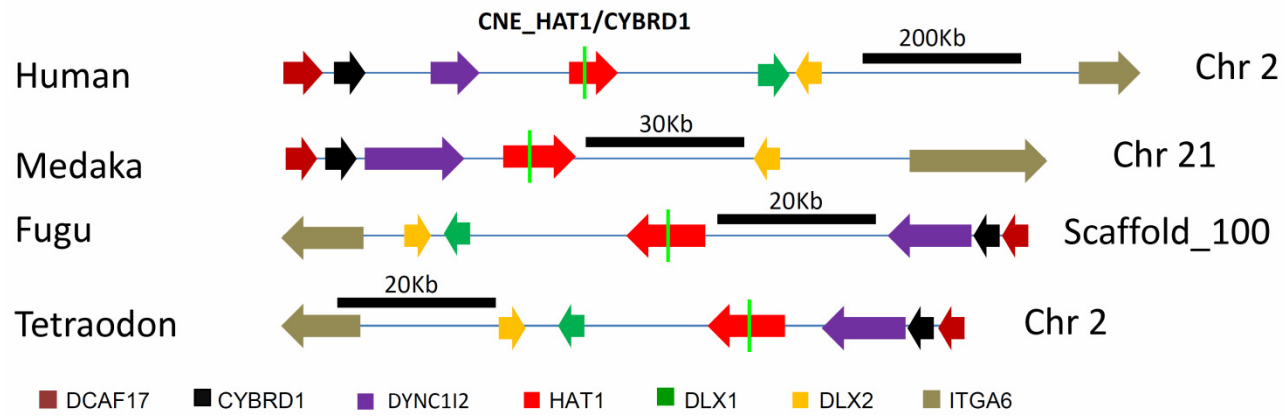 CNE_HAT1/CYBRD1
200Kb
Human
Chr 2
30Kb
Medaka
Chr 21
20Kb
Fugu
Scaffold_100
20Kb
Tetraodon
Chr 2
DCAF17 CYBRD1 DYNC1I2 HAT1 DLX1 DLX2 ITGA6